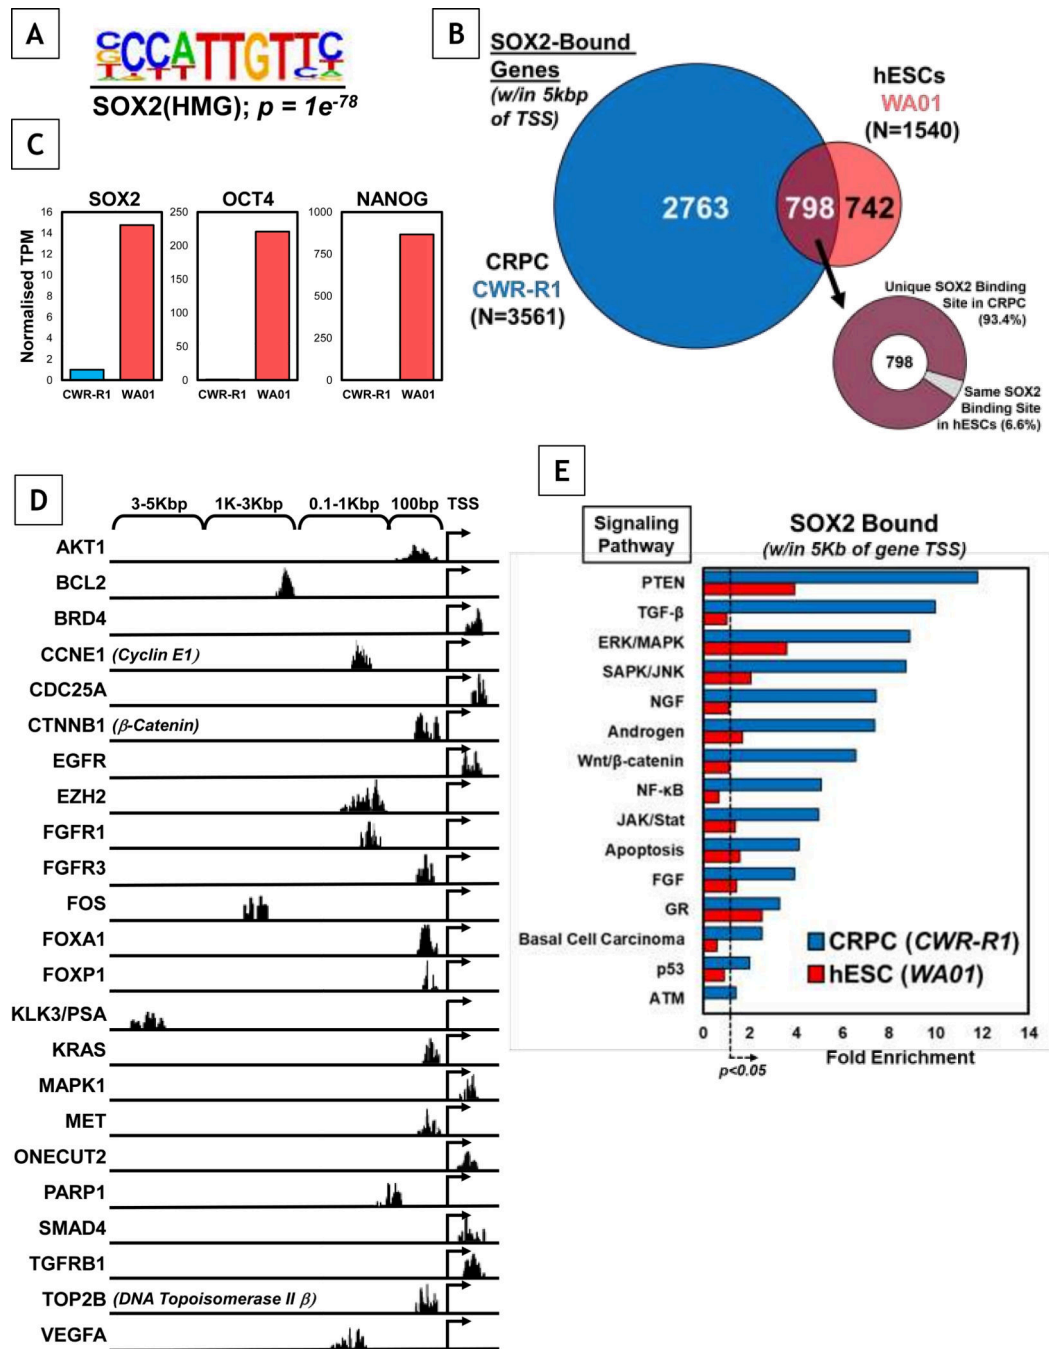 A
SOX2(HMG); p = 1e-78
B
SOX2-Bound
Genes
(w/in 5kbp
of TSS)
hESCs
WA01
(N=1540)
2763
798
742
CRPC
CWR-R1
(N=3561)
Unique SOX2 Binding
Site in CRPC
(93.4%)
798
Same SOX2
Binding Site
in hESCs (6.6%)
C
SOX2
OCT4
NANOG
Normalised TPM
16
14
12
10
8
6
4
2
0
250
200
150
100
50
0
1000
750
500
250
0
CWR-R1 WA01
CWR-R1 WA01
CWR-R1 WA01
D
3-5Kbp
1K-3Kbp
0.1-1Kbp
100bp
TSS
AKT1
BCL2
BRD4
CCNE1 (Cyclin E1)
CDC25A
CTNNB1 (β-Catenin)
EGFR
EZH2
FGFR1
FGFR3
FOS
FOXA1
FOXP1
KLK3/PSA
KRAS
MAPK1
MET
ONECUT2
PARP1
SMAD4
TGFRB1
TOP2B (DNA Topoisomerase II β)
VEGFA
E
Signaling
Pathway
SOX2 Bound
(w/in 5Kb of gene TSS)
PTEN
TGF-β
ERK/MAPK
SAPK/JNK
NGF
Androgen
Wnt/β-catenin
NF-κB
JAK/Stat
Apoptosis
FGF
GR
Basal Cell Carcinoma
p53
ATM
CRPC (CWR-R1)
hESC (WA01)
0 2 4 6 8 10 12 14
Fold Enrichment
p<0.05